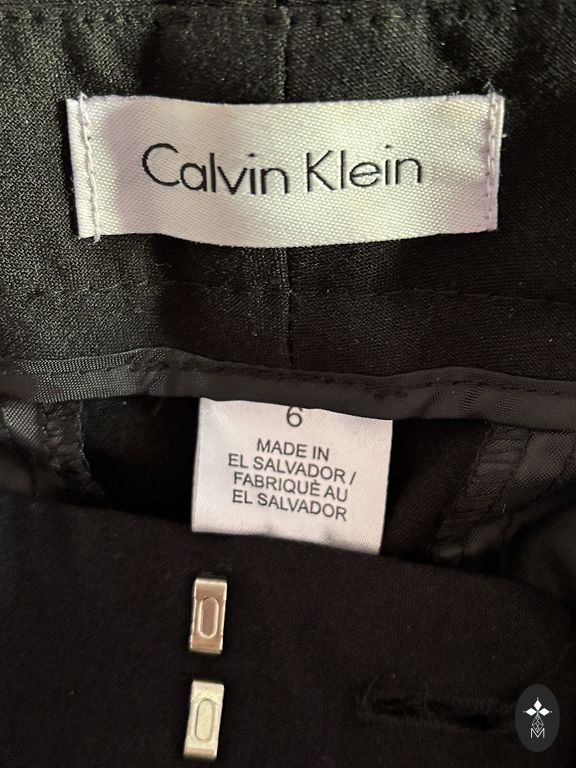 Calvin Klein
6
MADE IN
EL SALVADOR /
FABRIQUÈ AU
EL SALVADOR